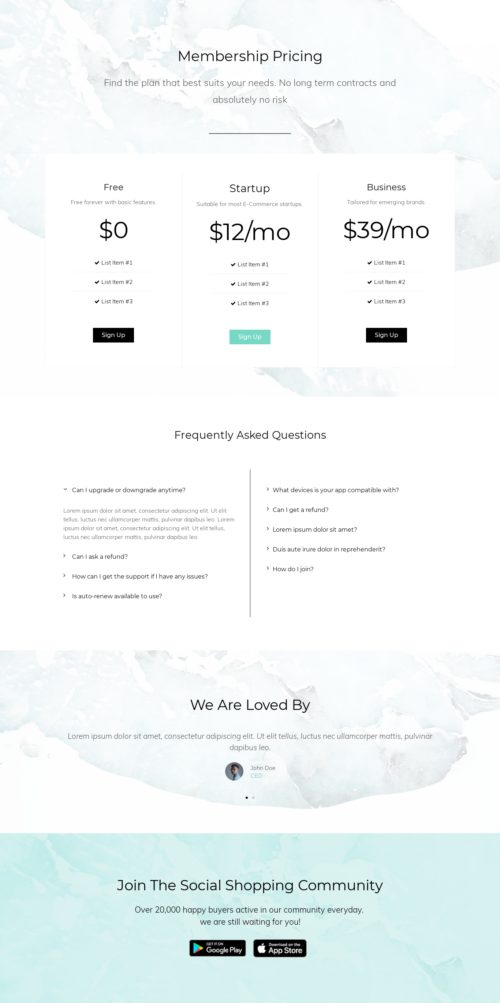 Membership Pricing
Find the plan that best suits your needs. No long term contracts and
absolutely no risk
Free
Free forever with basic features
$0
List Item #1
List Item #2
List Item #3
Sign Up
Startup
Suitable for most E-Commerce startups
$12/mo
List Item #1
List Item #2
List Item #3
Sign Up
Business
Tailored for emerging brands
$39/mo
List Item #1
List Item #2
List Item #3
Sign Up
Frequently Asked Questions
Can I upgrade or downgrade anytime?
Lorem ipsum dolor sit amet, consectetur adipiscing elit. Ut elit
tellus, luctus nec ullamcorper mattis, pulvinar dapibus leo. Lorem
ipsum dolor sit amet, consectetur adipiscing elit. Ut elit tellus,
luctus nec ullamcorper mattis, pulvinar dapibus leo.
Can I ask a refund?
How can I get the support if I have any issues?
Is auto-renew available to use?
What devices is your app compatible with?
Can I get a refund?
Lorem ipsum dolor sit amet?
Duis aute irure dolor in reprehenderit?
How do I join?
We Are Loved By
Lorem ipsum dolor sit amet, consectetur adipiscing elit. Ut elit tellus, luctus nec ullamcorper mattis, pulvinar
dapibus leo.
John Doe
CEO
Join The Social Shopping Community
Over 20,000 happy buyers active in our community everyday,
we are still waiting for you!
GET IT ON
Google Play
Download on the
App Store